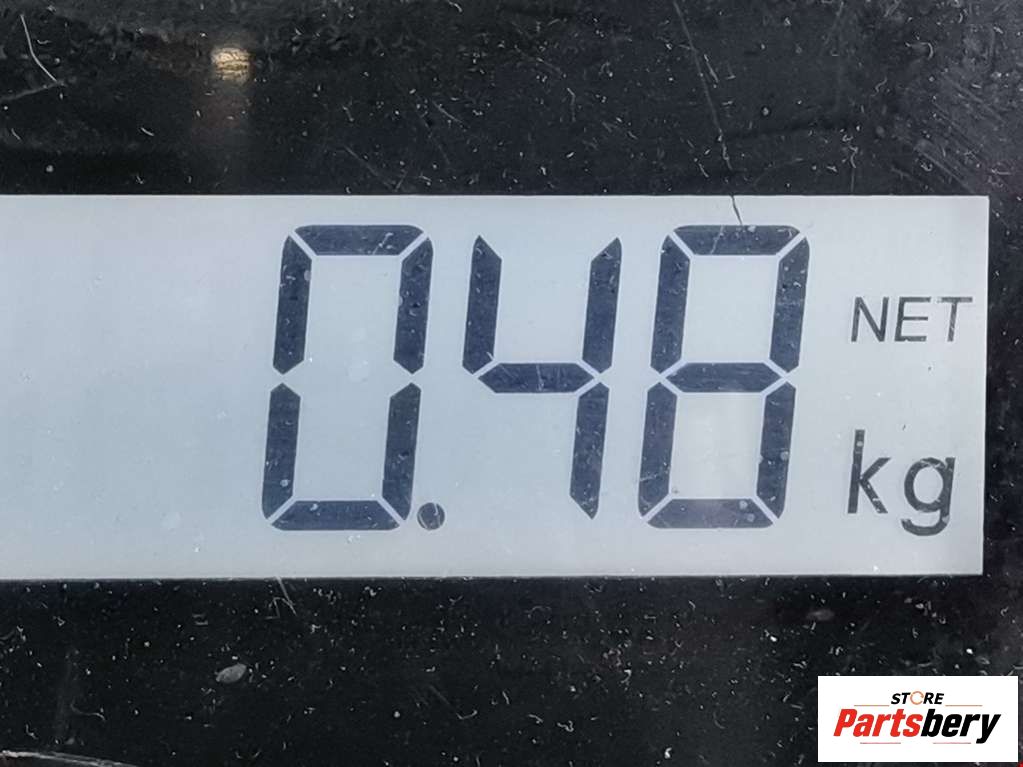 0.48
NET
kg
STORE
Partsbery